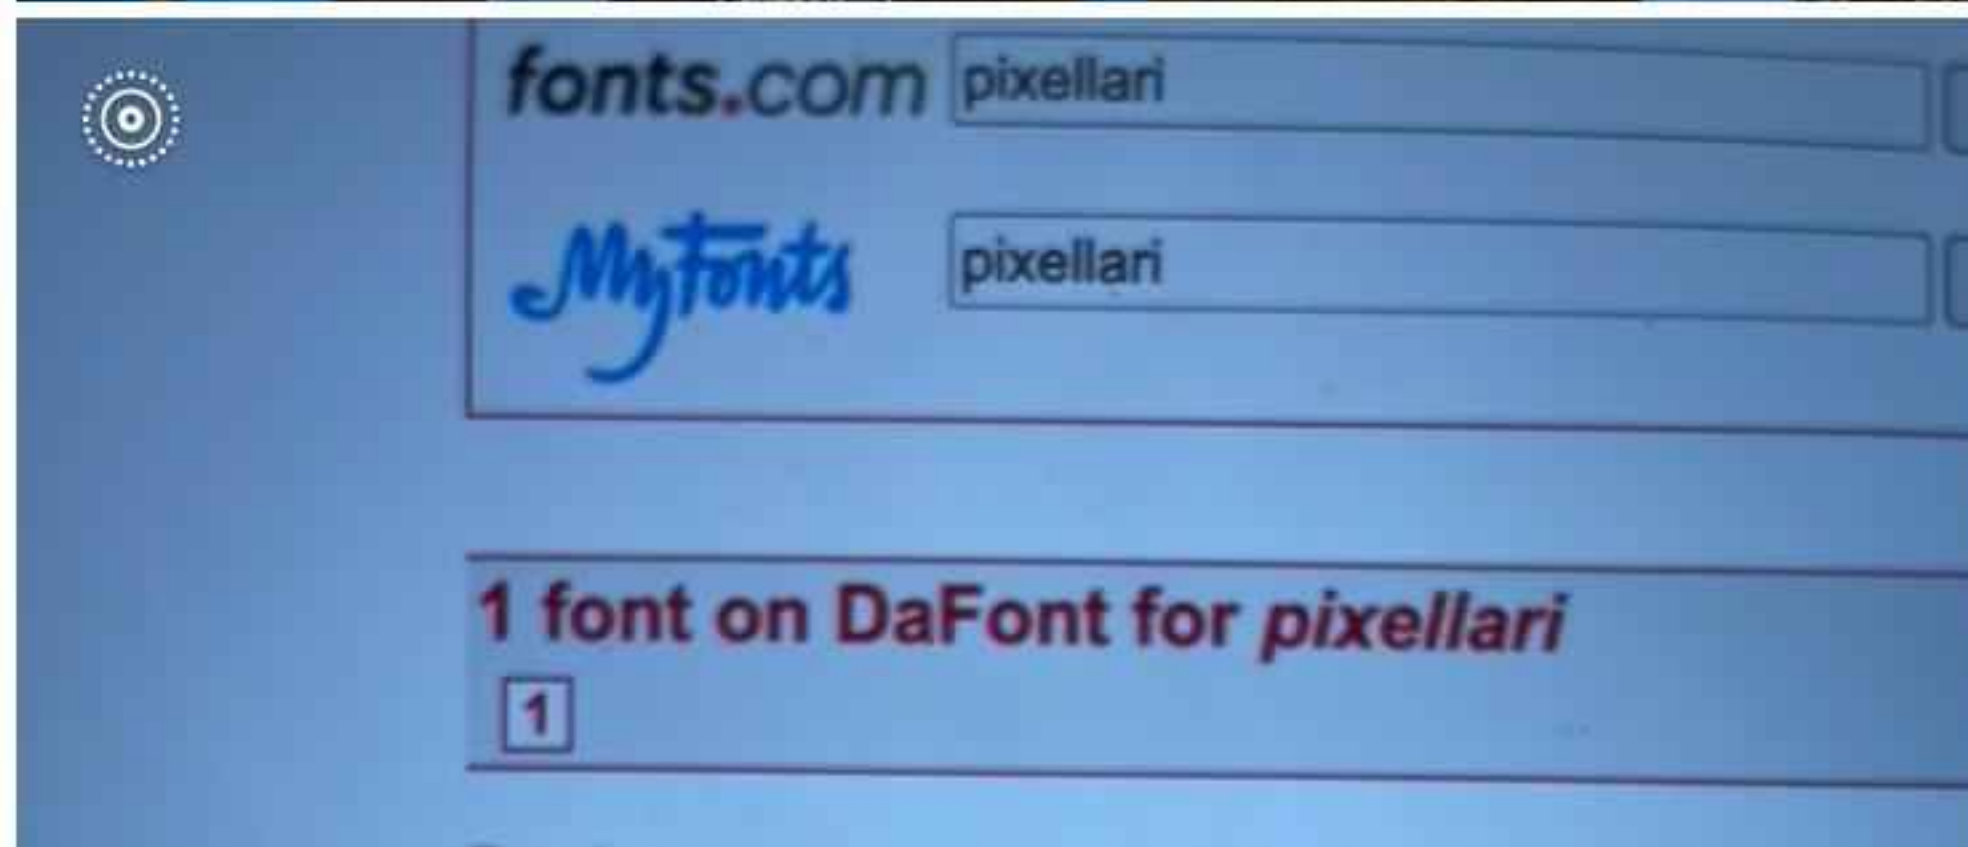 fonts.com pixellari
MyFonts pixellari
1 font on DaFont for pixellari
1